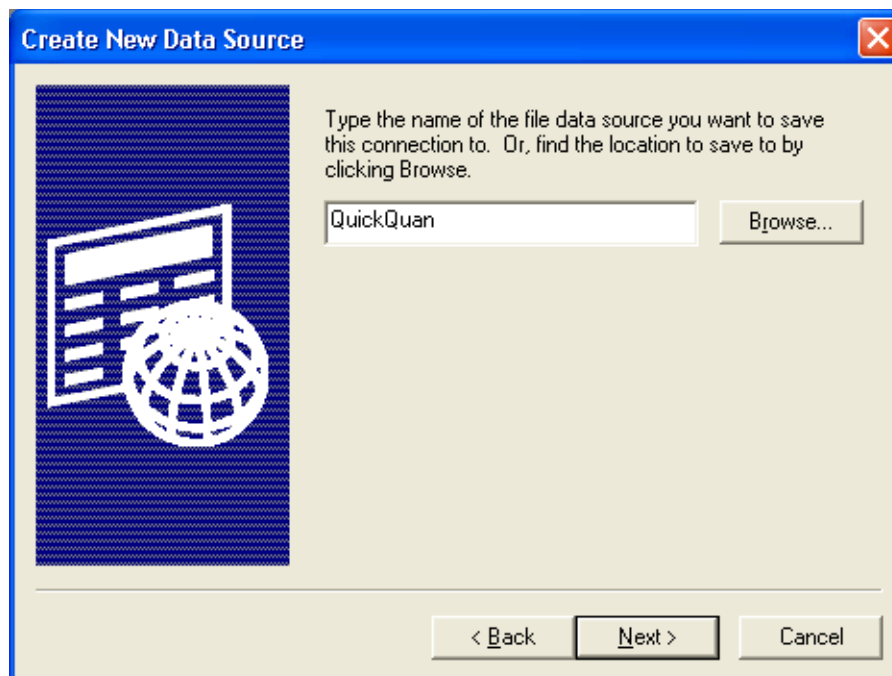 Create New Data Source
Type the name of the file data source you want to save
this connection to.  Or, find the location to save to by
clicking Browse.
QuickQuan
Browse...
< Back
Next >
Cancel